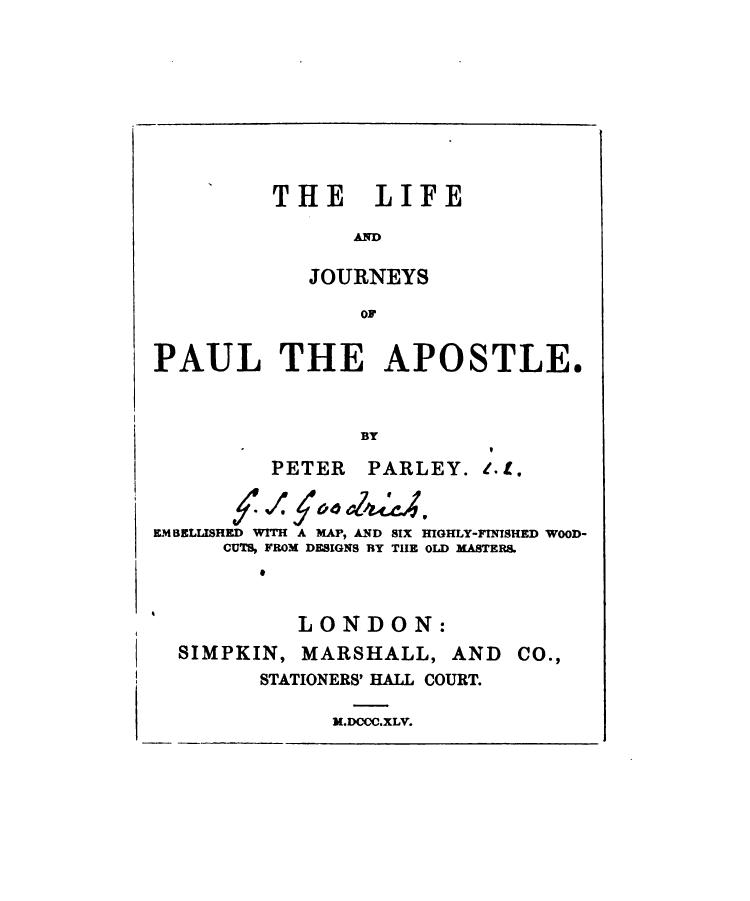 THE LIFE
AND
JOURNEYS
OF
PAUL THE APOSTLE.
BY
PETER PARLEY. i.e.
G. S. Goodrich.
EMBELLISHED WITH A MAP, AND SIX HIGHLY-FINISHED WOOD-
CUTS, FROM DESIGNS BY THE OLD MASTERS.
LONDON:
SIMPKIN, MARSHALL, AND CO.,
STATIONERS' HALL COURT.
M.DCCC.XLV.